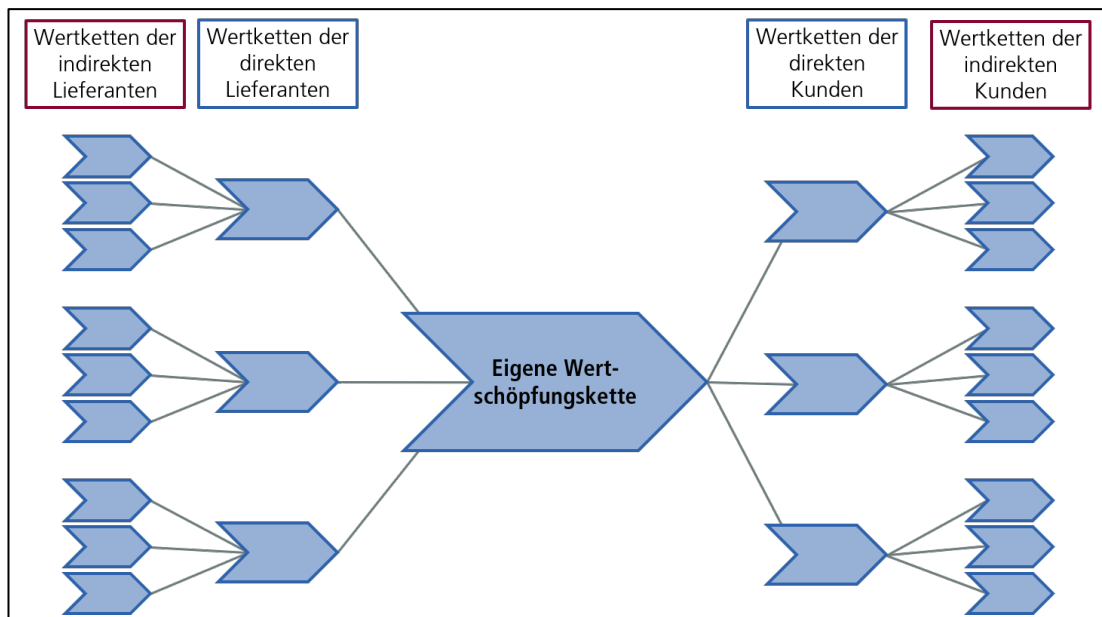 Wertketten der
indirekten
Lieferanten
Wertketten der
direkten
Lieferanten
Wertketten der
direkten
Kunden
Wertketten der
indirekten
Kunden
Eigene Wert-
schöpfungskette